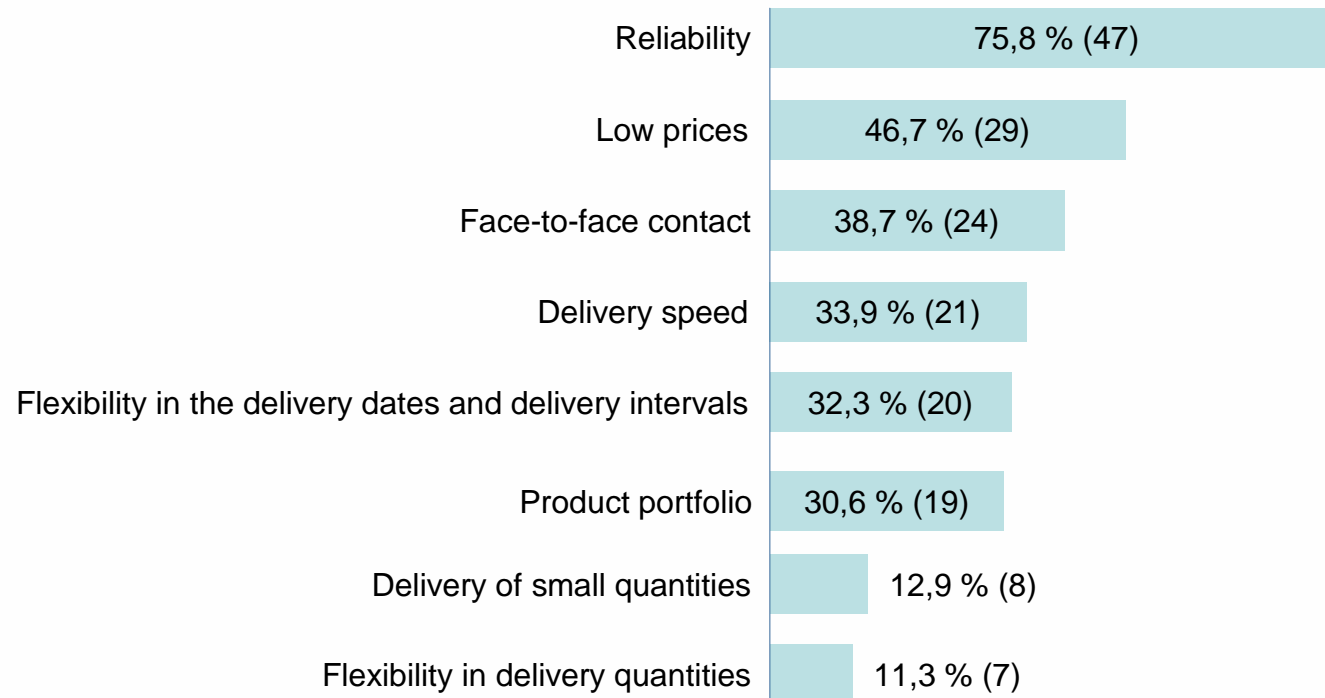 Reliability 75,8 % (47)
Low prices 46,7 % (29)
Face-to-face contact 38,7 % (24)
Delivery speed 33,9 % (21)
Flexibility in the delivery dates and delivery intervals 32,3 % (20)
Product portfolio 30,6 % (19)
Delivery of small quantities 12,9 % (8)
Flexibility in delivery quantities 11,3 % (7)